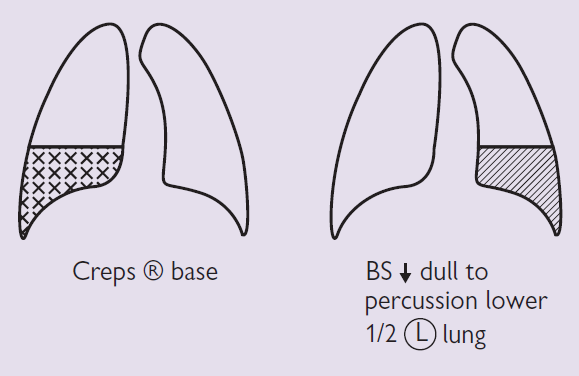 Creps Ⓡ base
BS ↓ dull to
percussion lower
1/2 Ⓛ lung